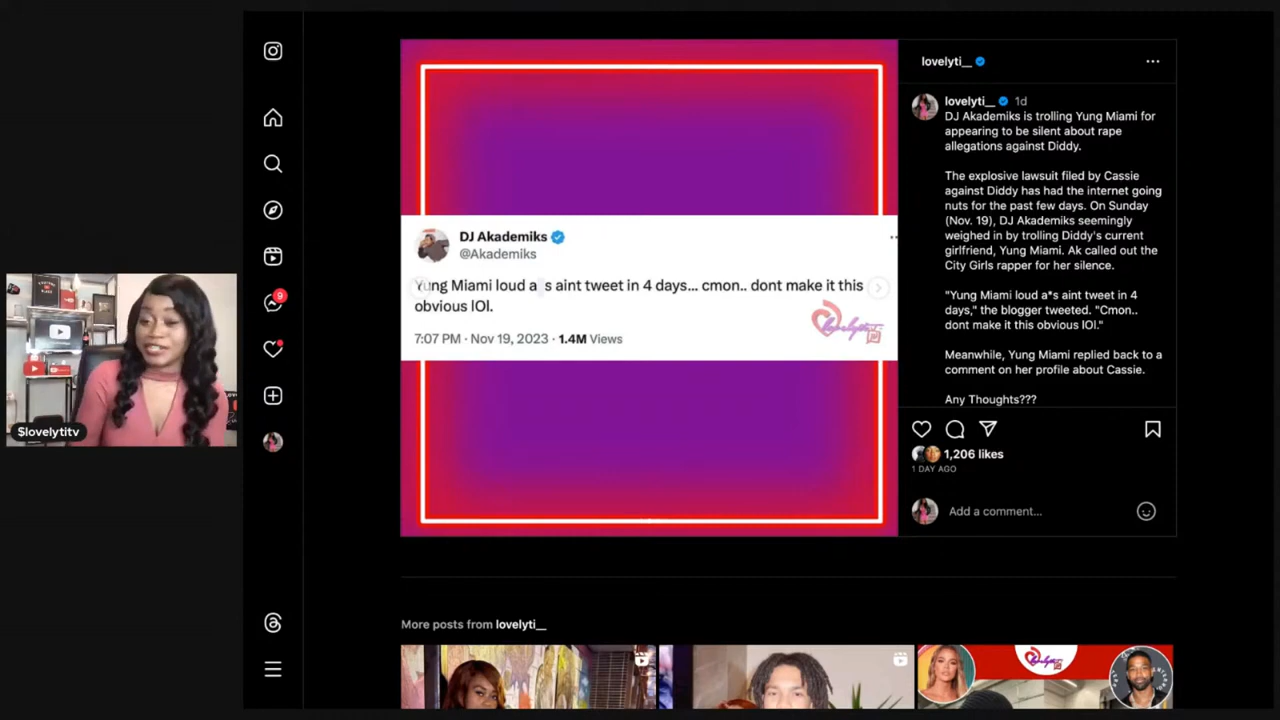 lovelyti__
lovelyti__ 1d
DJ Akademiks is trolling Yung Miami for
appearing to be silent about rape
allegations against Diddy.
The explosive lawsuit filed by Cassie
against Diddy has had the internet going
nuts for the past few days. On Sunday
(Nov. 19), DJ Akademiks seemingly
weighed in by trolling Diddy's current
girlfriend, Yung Miami. Ak called out the
City Girls rapper for her silence.
"Yung Miami loud a*s aint tweet in 4
days," the blogger tweeted. "Cmon..
dont make it this obvious lOl."
Meanwhile, Yung Miami replied back to a
comment on her profile about Cassie.
Any Thoughts???
DJ Akademiks
@Akademiks
Yung Miami loud a s aint tweet in 4 days... cmon.. dont make it this
obvious lOl.
7:07 PM · Nov 19, 2023 · 1.4M Views
lovelyti
9
$lovelytitv
1,206 likes
1 DAY AGO
Add a comment...
More posts from lovelyti__